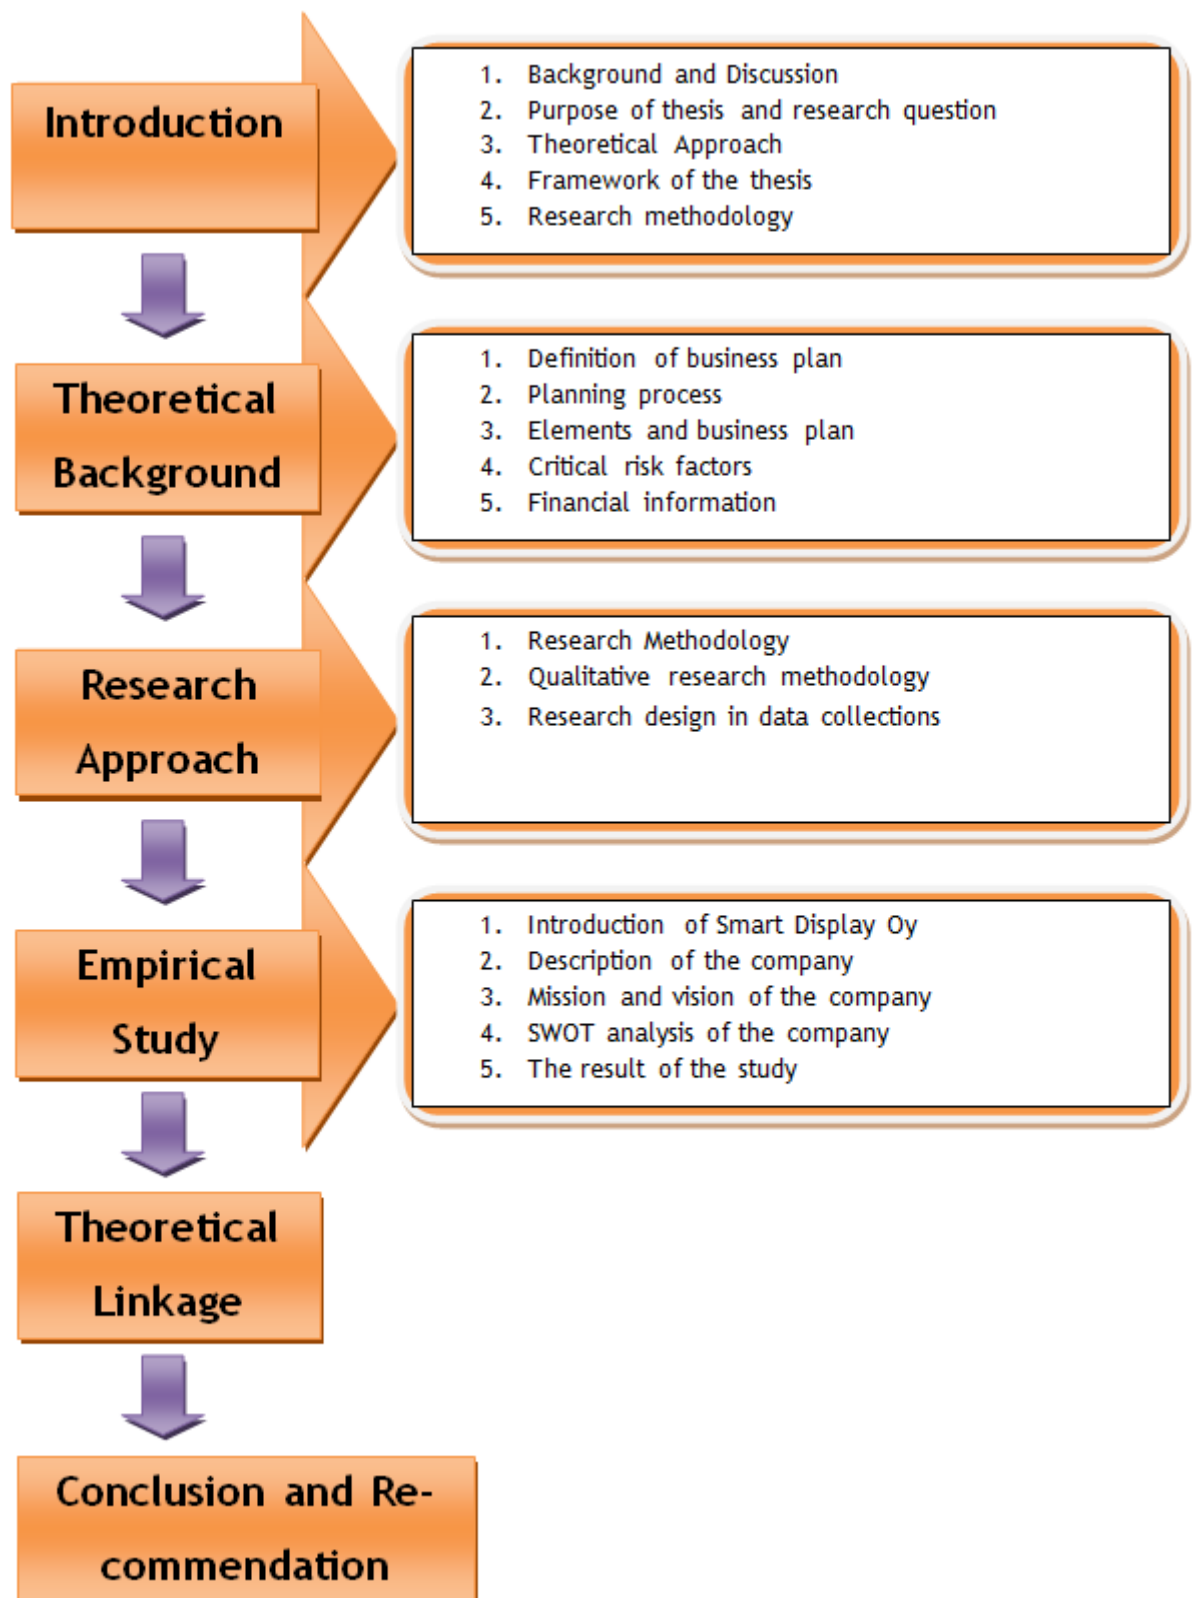 Introduction
1. Background and Discussion
2. Purpose of thesis and research question
3. Theoretical Approach
4. Framework of the thesis
5. Research methodology
Theoretical
Background
1. Definition of business plan
2. Planning process
3. Elements and business plan
4. Critical risk factors
5. Financial information
Research
Approach
1. Research Methodology
2. Qualitative research methodology
3. Research design in data collections
Empirical
Study
1. Introduction of Smart Display Oy
2. Description of the company
3. Mission and vision of the company
4. SWOT analysis of the company
5. The result of the study
Theoretical
Linkage
Conclusion and Re-
commendation